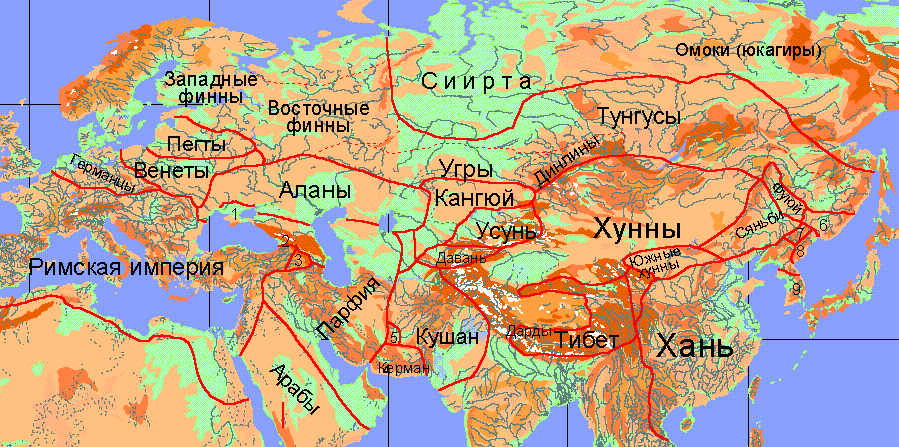 Омоки (юкагиры)
Западные
финны
Сиирта
Восточные
финны
Тунгусы
Пегты
Венеты
Германцы
Угры
Динлины
Аланы
Кангюй
Фуюй
1
Усунь
Хунны
Сяньби
6
7
2
8
3
Давань
Южные
хунны
Римская империя
9
Парфия
5
Кушан
Дарды
Тибет
Хань
Керман
Арабы